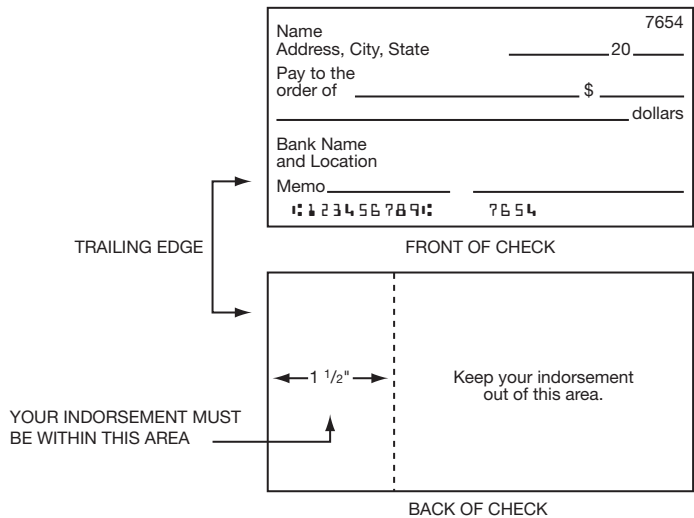 7654
Name
Address, City, State 20
Pay to the
order of $
dollars
Bank Name
and Location
Memo
⑆123456789⑆ 7654
TRAILING EDGE
FRONT OF CHECK
1 1/2"
Keep your indorsement
out of this area.
YOUR INDORSEMENT MUST
BE WITHIN THIS AREA
BACK OF CHECK